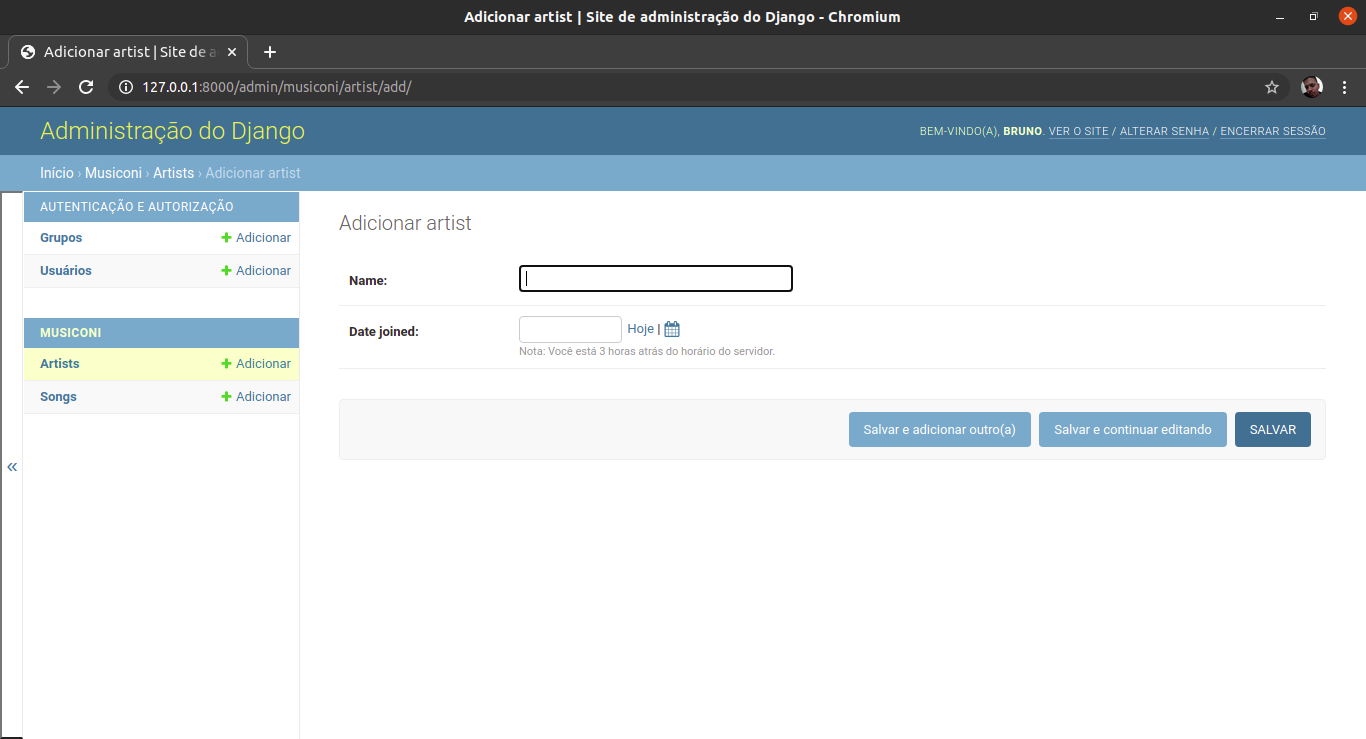 Adicionar artist | Site de administração do Django - Chromium
Adicionar artist | Site de a
127.0.0.1:8000/admin/musiconi/artist/add/
Administração do Django
BEM-VINDO(A), BRUNO. VER O SITE / ALTERAR SENHA / ENCERRAR SESSÃO
Início › Musiconi › Artists › Adicionar artist
AUTENTICAÇÃO E AUTORIZAÇÃO
Grupos Adicionar
Usuários Adicionar
MUSICONI
Artists Adicionar
Songs Adicionar
«
Adicionar artist
Name:
Date joined: Hoje |
Nota: Você está 3 horas atrás do horário do servidor.
Salvar e adicionar outro(a) Salvar e continuar editando SALVAR